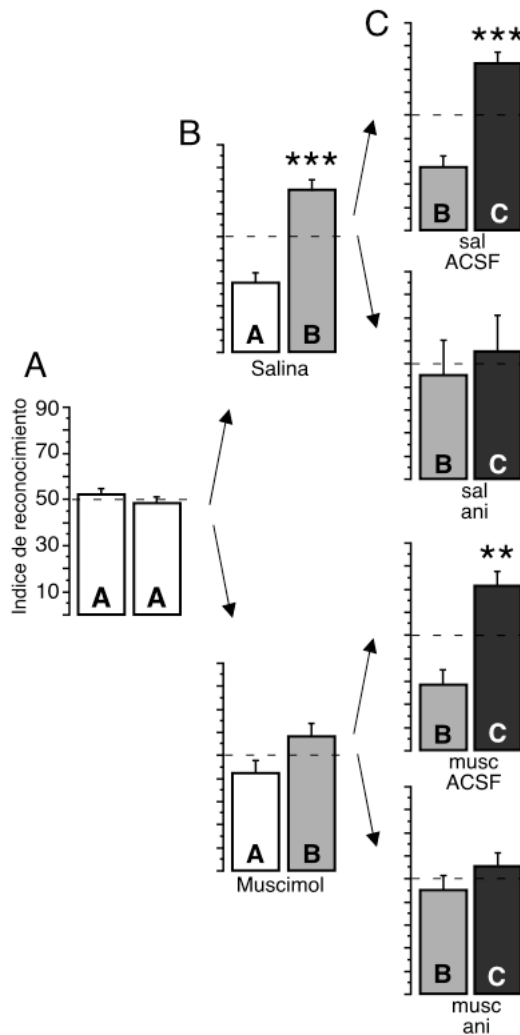 A
Indice de reconocimiento
90
70
50
30
10
A A
B
***
A B
Salina
A B
Muscimol
C
***
B C
sal
ACSF
B C
sal
ani
**
B C
musc
ACSF
B C
musc
ani